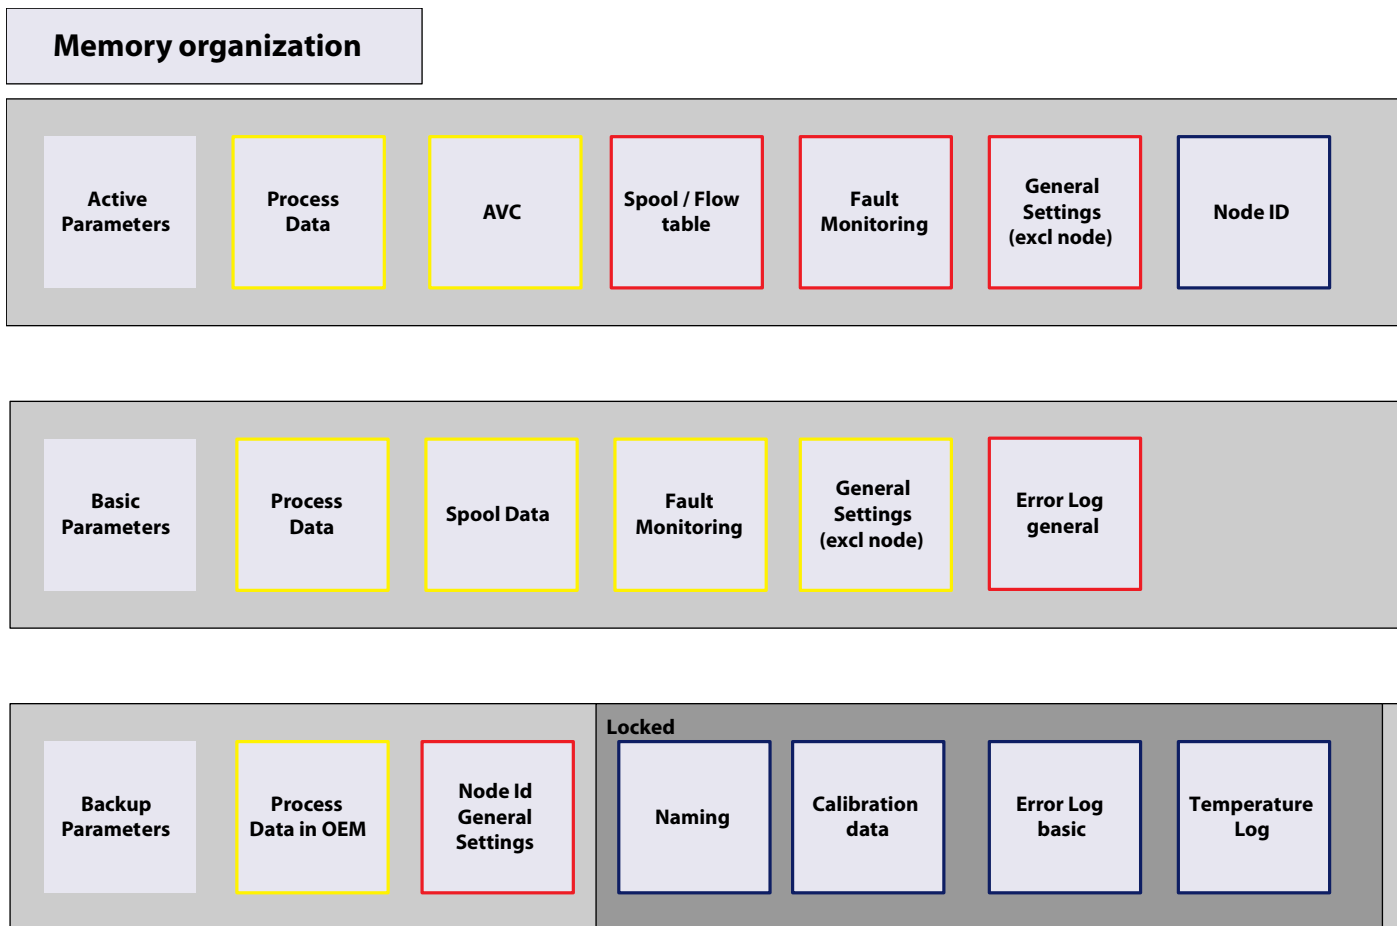 Memory organization
Active
Parameters
Process
Data
AVC
Spool / Flow
table
Fault
Monitoring
General
Settings
(excl node)
Node ID
Basic
Parameters
Process
Data
Spool Data
Fault
Monitoring
General
Settings
(excl node)
Error Log
general
Backup
Parameters
Process
Data in OEM
Node Id
General
Settings
Locked
Naming
Calibration
data
Error Log
basic
Temperature
Log